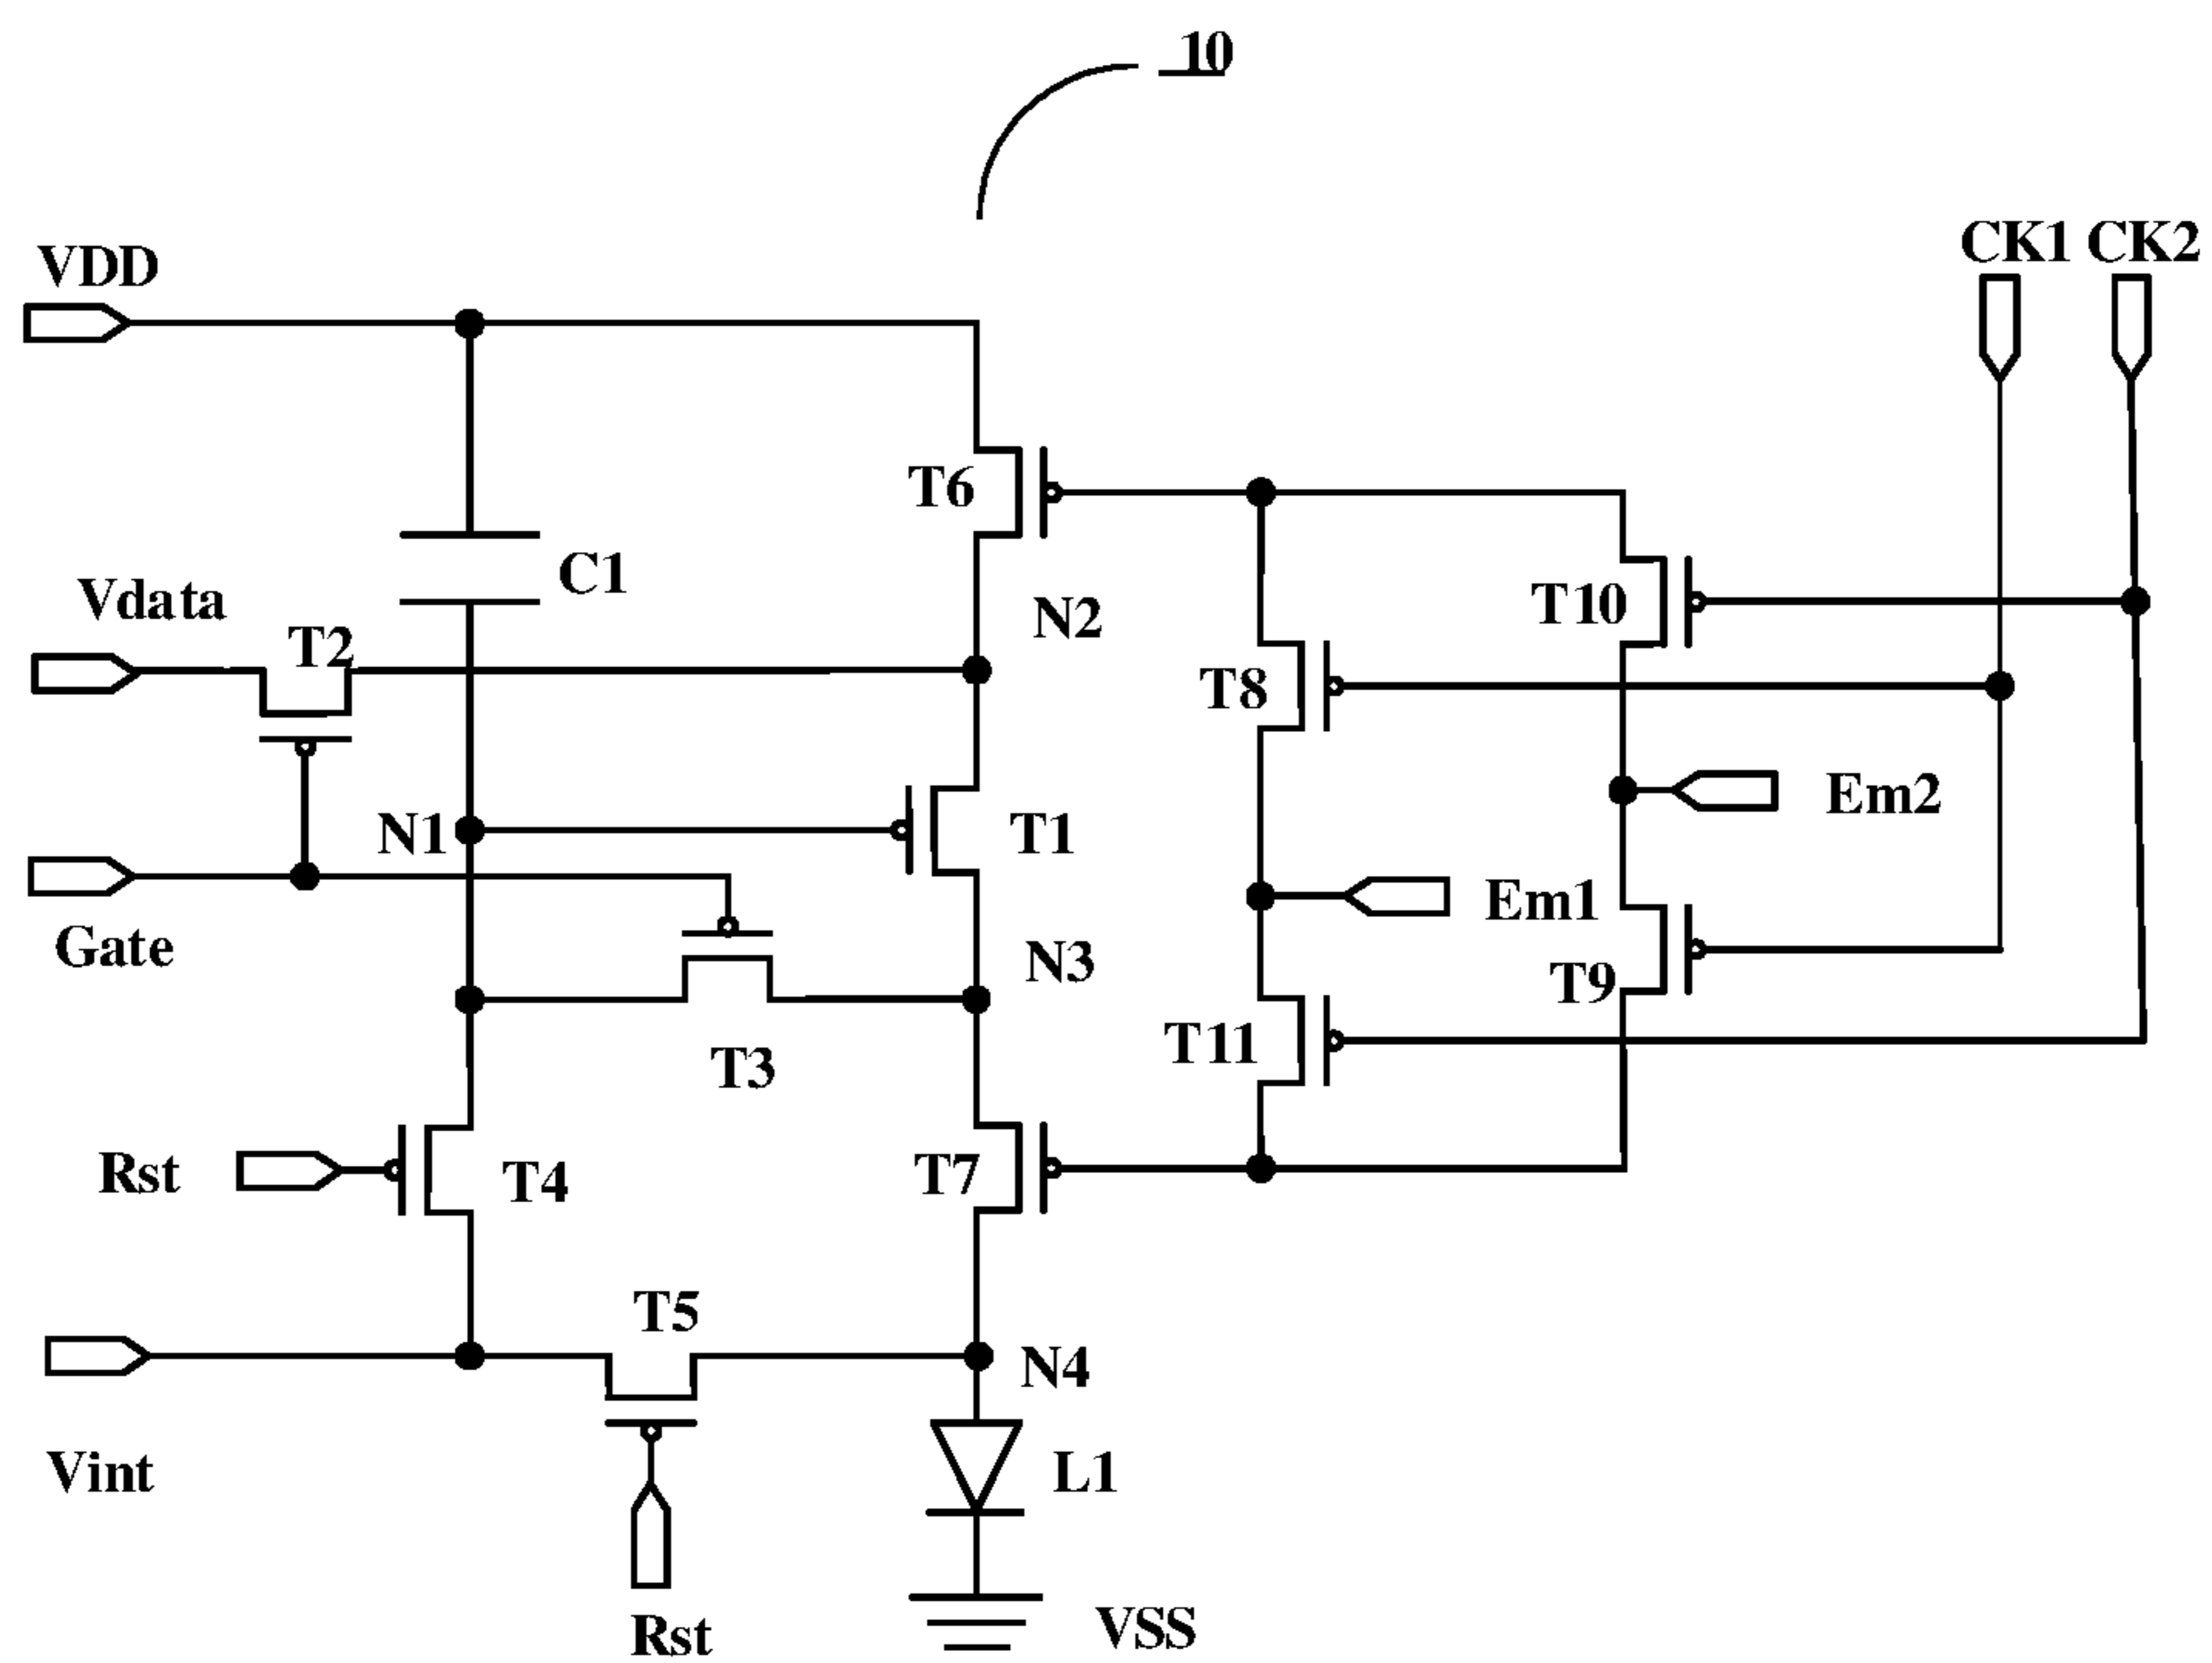 10
CK1 CK2
VDD
T6
C1
Vdata
T2
N2
T10
T8
Em2
N1
T1
Em1
Gate
N3
T9
T11
T3
Rst
T4
T7
T5
N4
Vint
L1
Rst
VSS